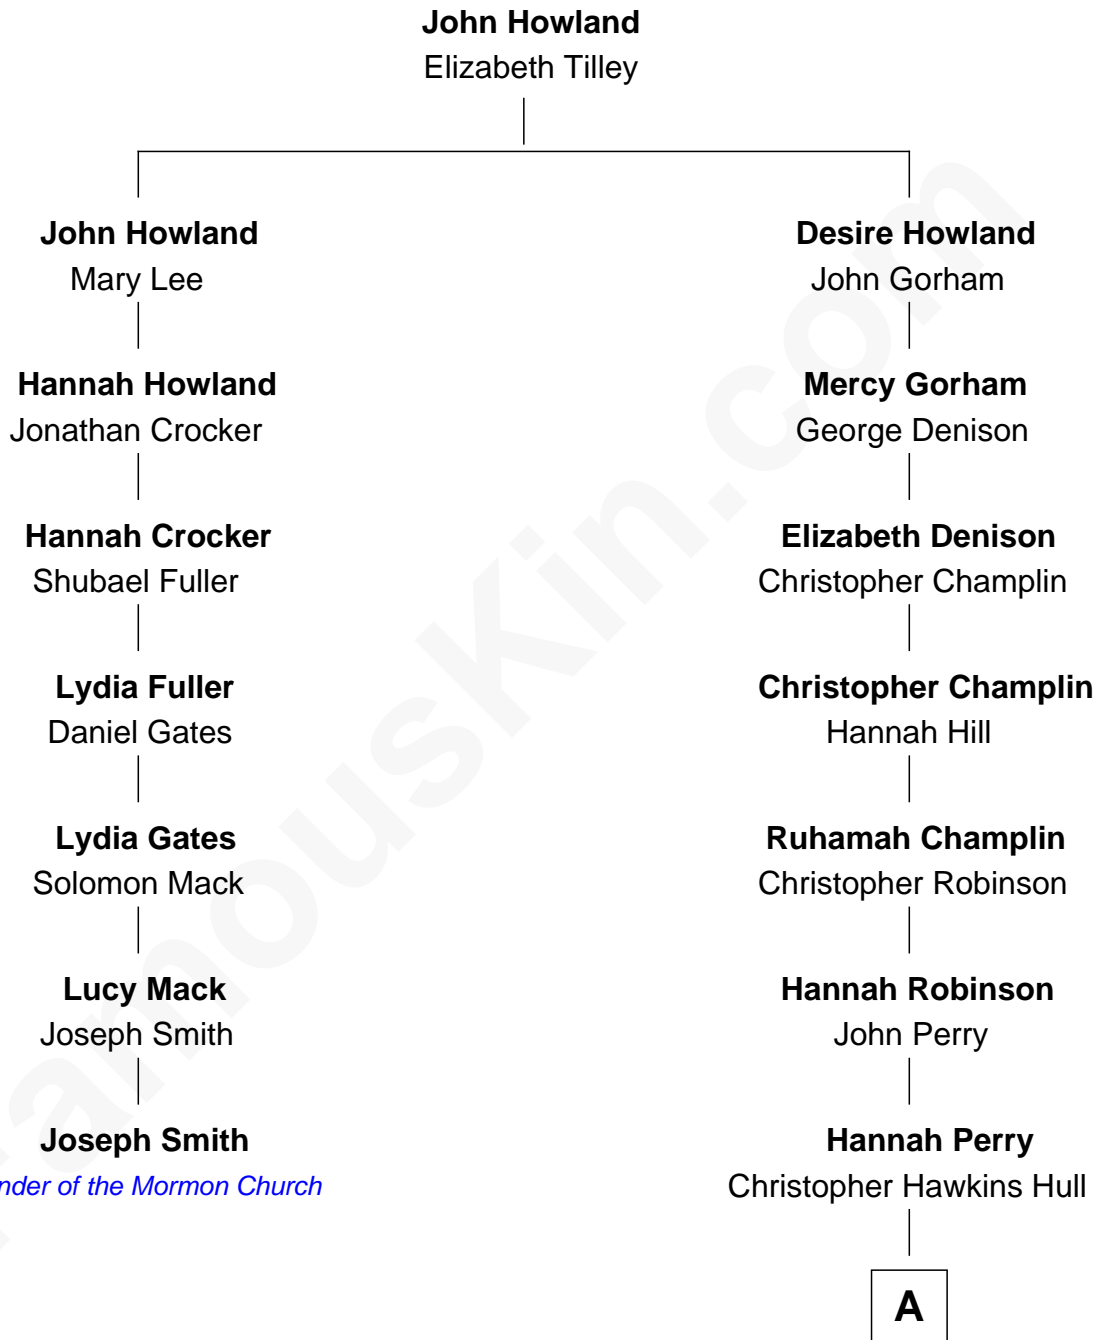 John Howland
Elizabeth Tilley
John Howland
Mary Lee
Desire Howland
John Gorham
Hannah Howland
Jonathan Crocker
Mercy Gorham
George Denison
Hannah Crocker
Shubael Fuller
Elizabeth Denison
Christopher Champlin
Lydia Fuller
Daniel Gates
Christopher Champlin
Hannah Hill
Lydia Gates
Solomon Mack
Ruhamah Champlin
Christopher Robinson
Lucy Mack
Joseph Smith
Hannah Robinson
John Perry
Joseph Smith
nder of the Mormon Church
Hannah Perry
Christopher Hawkins Hull
A
FamousKin.com